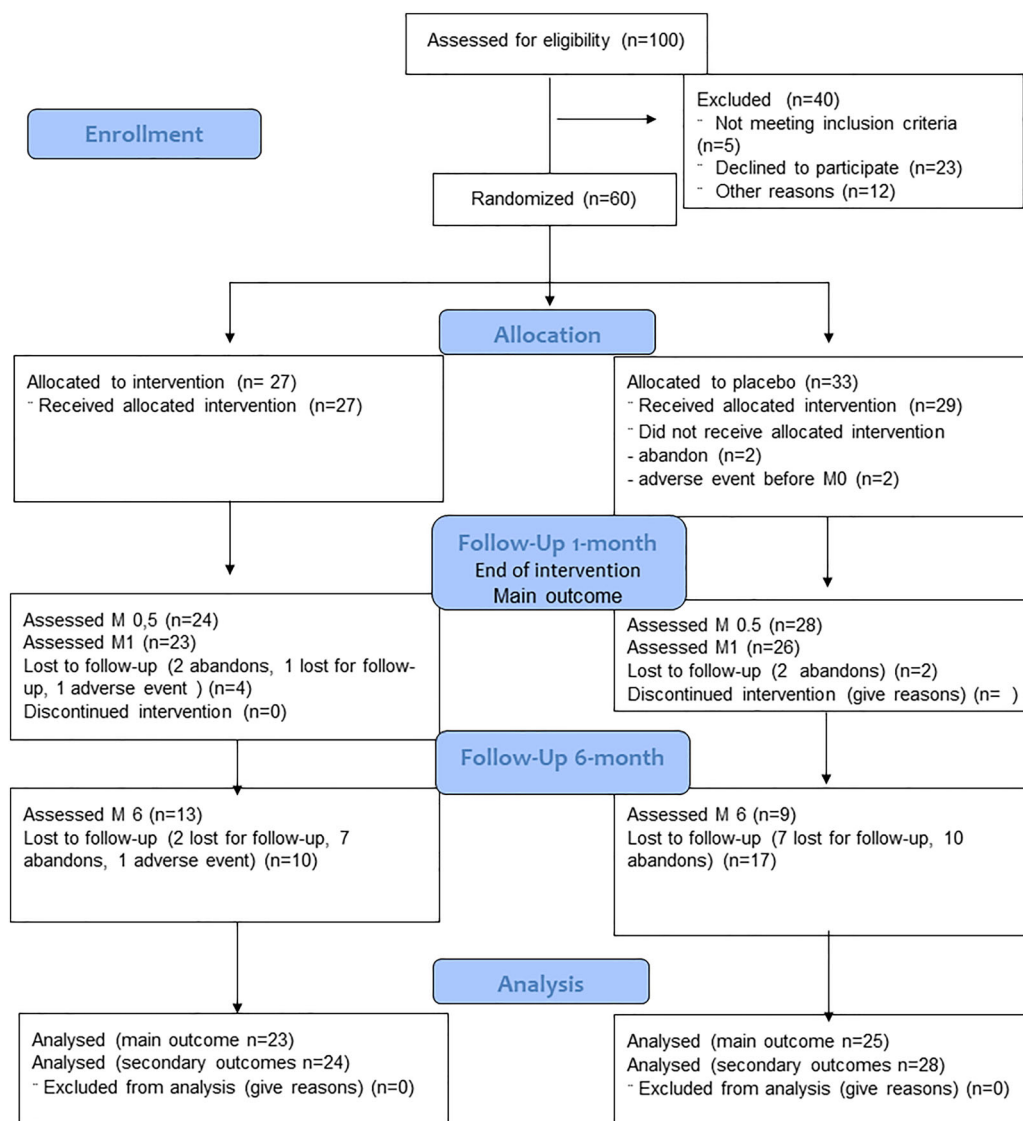 Assessed for eligibility (n=100)
Enrollment
Excluded (n=40)
¨ Not meeting inclusion criteria
(n=5)
¨ Declined to participate (n=23)
¨ Other reasons (n=12)
Randomized (n=60)
Allocation
Allocated to intervention (n= 27)
¨ Received allocated intervention (n=27)
Allocated to placebo (n=33)
¨ Received allocated intervention (n=29)
¨ Did not receive allocated intervention
- abandon (n=2)
- adverse event before M0 (n=2)
Follow-Up 1-month
End of intervention
Main outcome
Assessed M 0,5 (n=24)
Assessed M1 (n=23)
Lost to follow-up (2 abandons, 1 lost for follow-
up, 1 adverse event ) (n=4)
Discontinued intervention (n=0)
Assessed M 0.5 (n=28)
Assessed M1 (n=26)
Lost to follow-up (2 abandons) (n=2)
Discontinued intervention (give reasons) (n= )
Follow-Up 6-month
Assessed M 6 (n=13)
Lost to follow-up (2 lost for follow-up, 7
abandons, 1 adverse event) (n=10)
Assessed M 6 (n=9)
Lost to follow-up (7 lost for follow-up, 10
abandons) (n=17)
Analysis
Analysed (main outcome n=23)
Analysed (secondary outcomes n=24)
¨ Excluded from analysis (give reasons) (n=0)
Analysed (main outcome n=25)
Analysed (secondary outcomes n=28)
¨ Excluded from analysis (give reasons) (n=0)